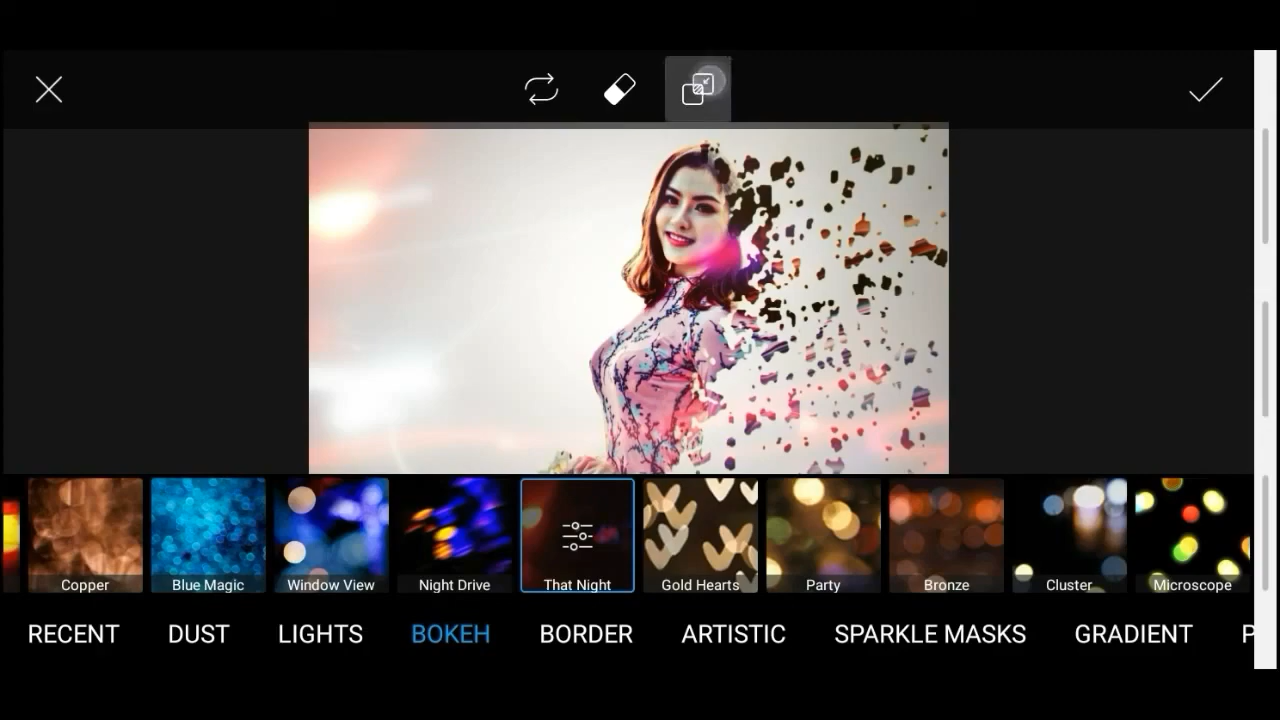 Copper
Blue Magic
Window View
Night Drive
That Night
Gold Hearts
Party
Bronze
Cluster
Microscope
RECENT
DUST
LIGHTS
BOKEH
BORDER
ARTISTIC
SPARKLE MASKS
GRADIENT
P